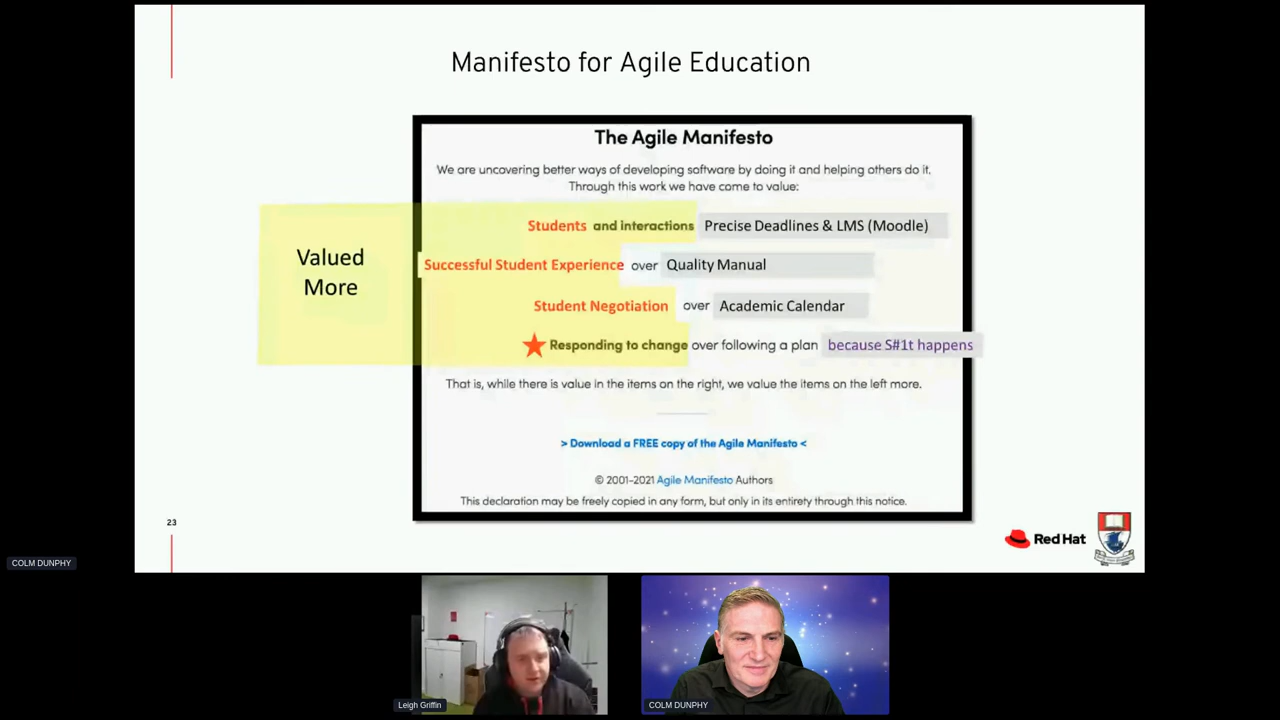 Manifesto for Agile Education
The Agile Manifesto
We are uncovering better ways of developing software by doing it and helping others do it.
Through this work we have come to value:
Valued
More
Students and interactions Precise Deadlines & LMS (Moodle)
Successful Student Experience over Quality Manual
Student Negotiation over Academic Calendar
Responding to change over following a plan because S#1t happens
That is, while there is value in the items on the right, we value the items on the left more.
> Download a FREE copy of the Agile Manifesto <
© 2001-2021 Agile Manifesto Authors
This declaration may be freely copied in any form, but only in its entirety through this notice.
23
Red Hat
COLM DUNPHY
Leigh Griffin
COLM DUNPHY